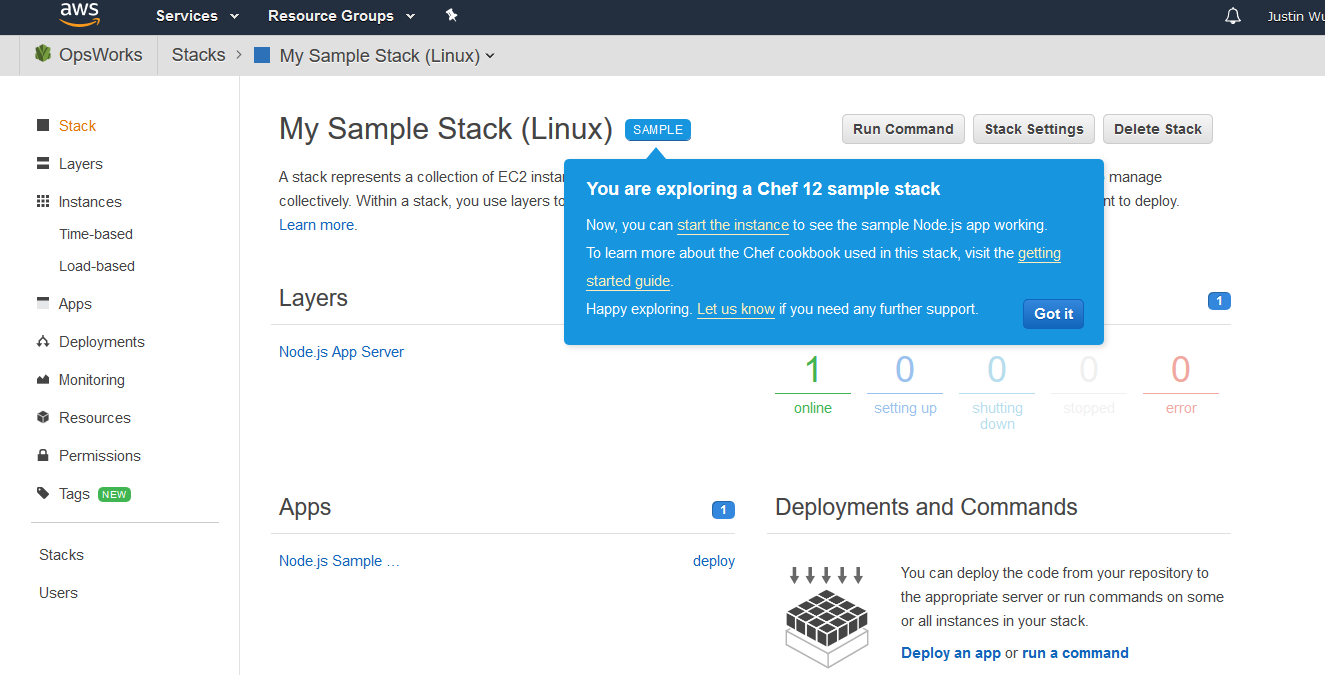 aws Services Resource Groups Justin Wu
OpsWorks Stacks > My Sample Stack (Linux)
Stack
Layers
Instances
Time-based
Load-based
Apps
Deployments
Monitoring
Resources
Permissions
Tags NEW
Stacks
Users
My Sample Stack (Linux) SAMPLE Run Command Stack Settings Delete Stack
A stack represents a collection of EC2 manage
collectively. Within a stack, you use layers to deploy.
Learn more.
You are exploring a Chef 12 sample stack
Now, you can start the instance to see the sample Node.js app working.
To learn more about the Chef cookbook used in this stack, visit the getting
started guide.
Happy exploring. Let us know if you need any further support.
Got it
Layers
1
Node.js App Server
1 0 0 0 0
online setting up shutting stopped error
down
Apps 1
Node.js Sample … deploy
Deployments and Commands
You can deploy the code from your repository to
the appropriate server or run commands on some
or all instances in your stack.
Deploy an app or run a command